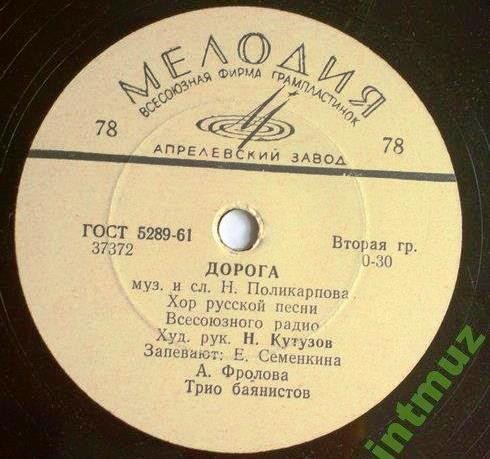 МЕЛОДИЯ
ВСЕСОЮЗНАЯ ФИРМА ГРАМПЛАСТИНОК
78
78
АПРЕЛЕВСКИЙ ЗАВОД
ГОСТ 5289-61
37372
Вторая гр.
0-30
ДОРОГА
муз. и сл. Н. Поликарпова
Хор русской песни
Всесоюзного радио
Худ. рук. Н. Кутузов
Запевают: Е. Семенкина
А. Фролова
Трио баянистов
intmuz